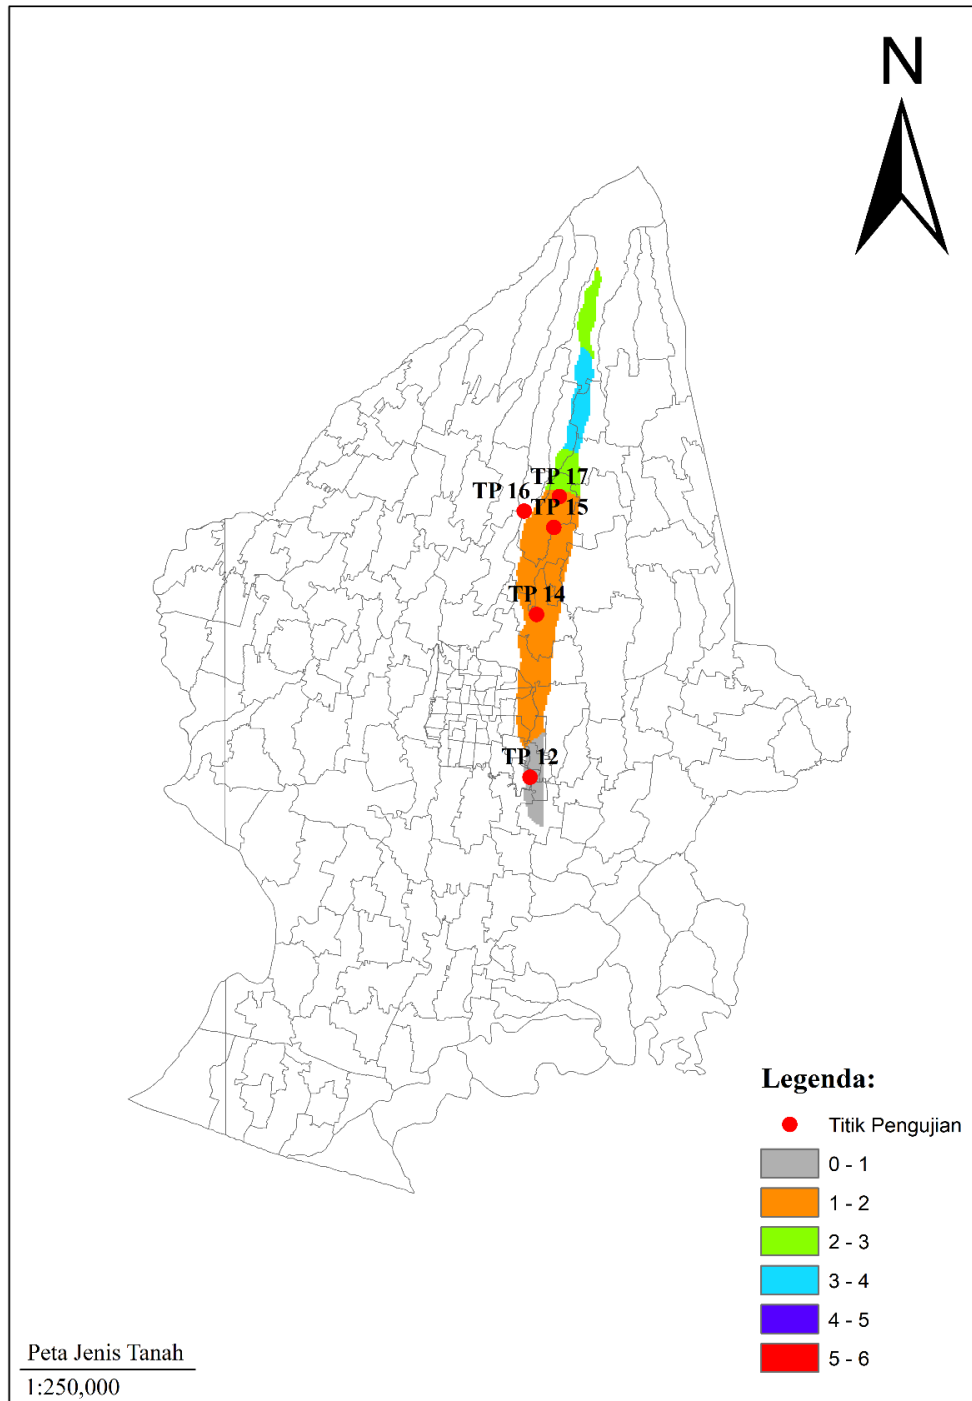 N
TP 17
TP 16
TP 15
TP 14
TP 12
Legenda:
Titik Pengujian
0 - 1
1 - 2
2 - 3
3 - 4
4 - 5
5 - 6
Peta Jenis Tanah
1:250,000